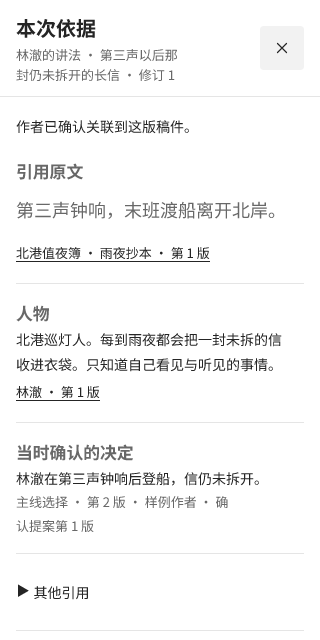 本次依据
林澈的讲法 · 第三声以后那
封仍未拆开的长信 · 修订 1
×
作者已确认关联到这版稿件。
引用原文
第三声钟响，末班渡船离开北岸。
北港值夜簿 · 雨夜抄本 · 第 1 版
人物
北港巡灯人。每到雨夜都会把一封未拆的信
收进衣袋。只知道自己看见与听见的事情。
林澈 · 第 1 版
当时确认的决定
林澈在第三声钟响后登船，信仍未拆开。
主线选择 · 第 2 版 · 样例作者 · 确
认提案第 1 版
▶ 其他引用